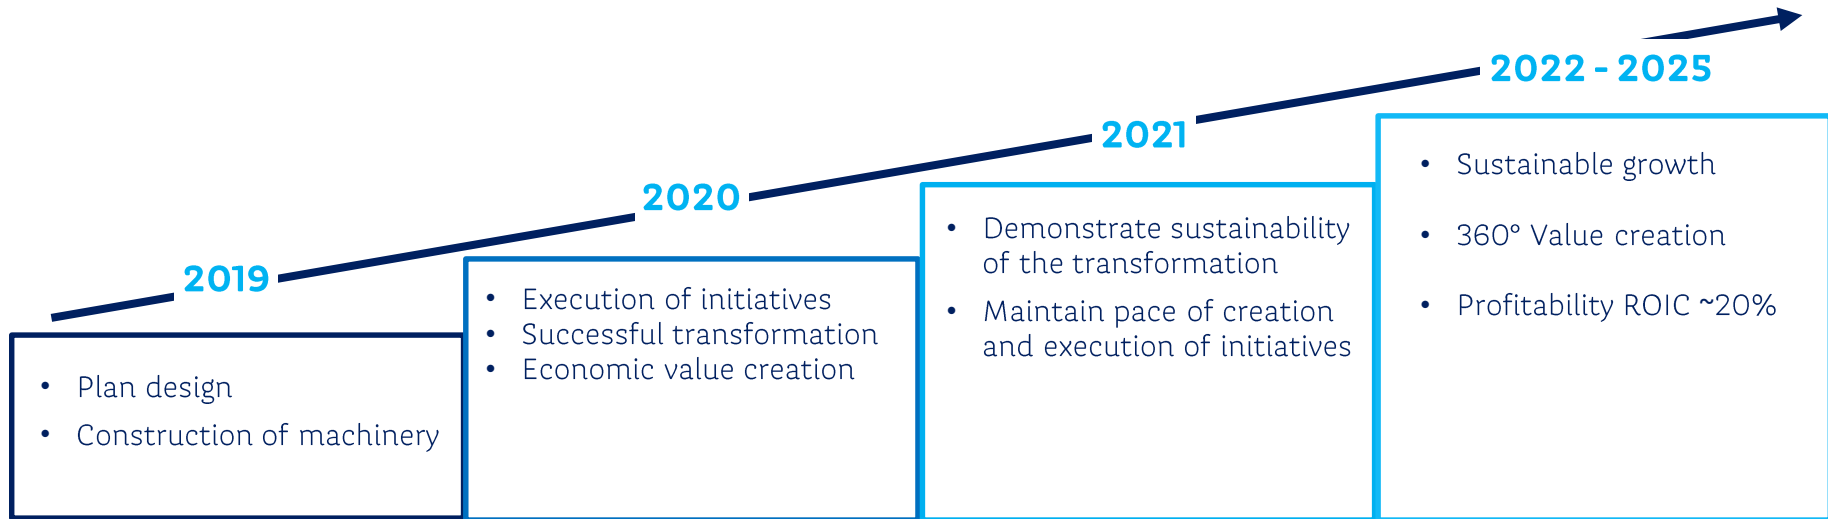 2019
• Plan design
• Construction of machinery
2020
• Execution of initiatives
• Successful transformation
• Economic value creation
2021
• Demonstrate sustainability
of the transformation
• Maintain pace of creation
and execution of initiatives
2022 - 2025
• Sustainable growth
• 360° Value creation
• Profitability ROIC ~20%